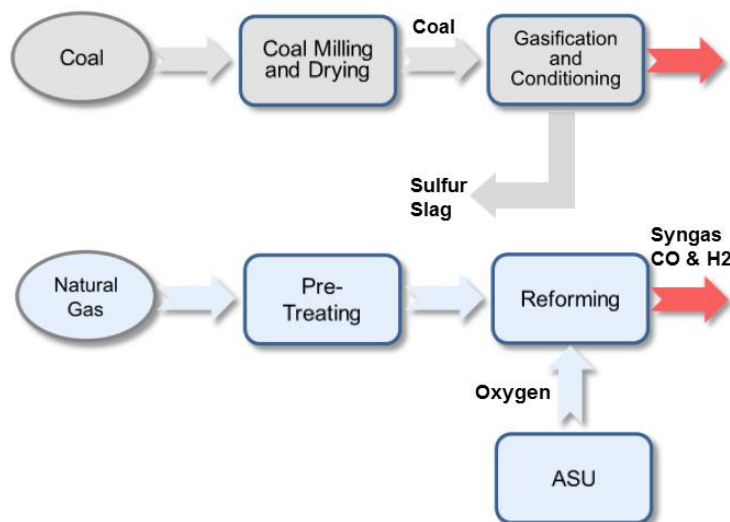 Coal
Coal Milling
and Drying
Coal
Gasification
and
Conditioning
Sulfur
Slag
Natural
Gas
Pre-
Treating
Reforming
Syngas
CO & H2
Oxygen
ASU